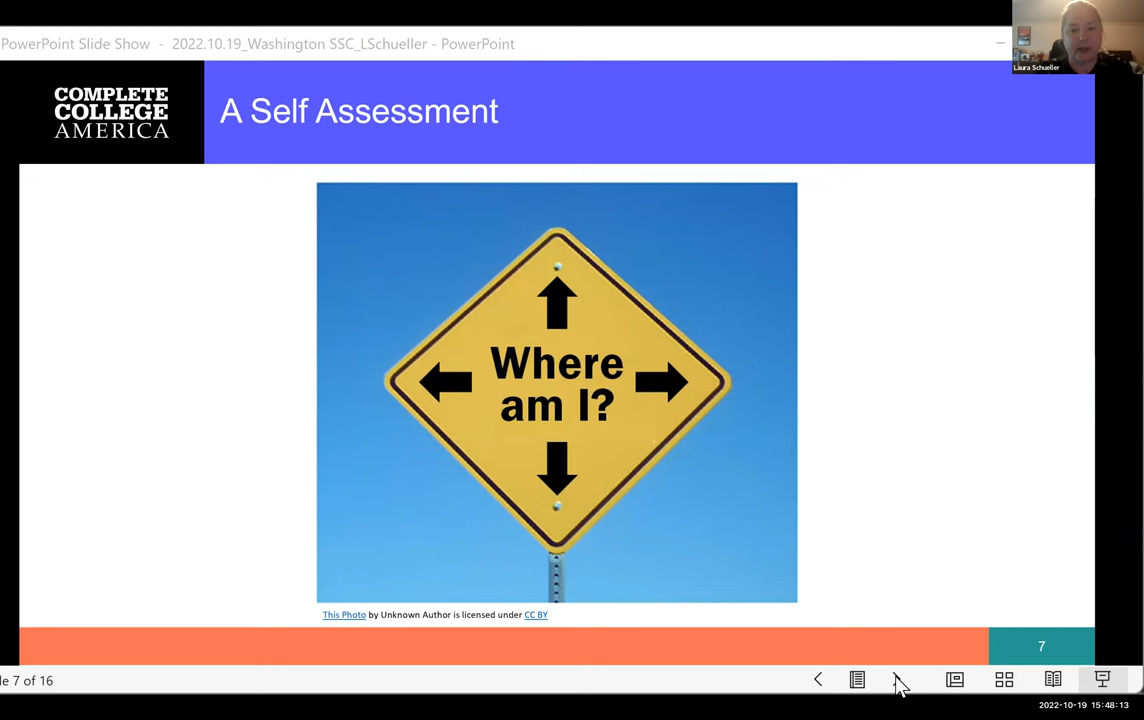 PowerPoint Slide Show - 2022.10.19_Washington SSC_LSchueller - PowerPoint
Laura Schueller
COMPLETE
COLLEGE
AMERICA
A Self Assessment
Where
am I?
This Photo by Unknown Author is licensed under CC BY
7
le 7 of 16
2022-10-19 15:48:13